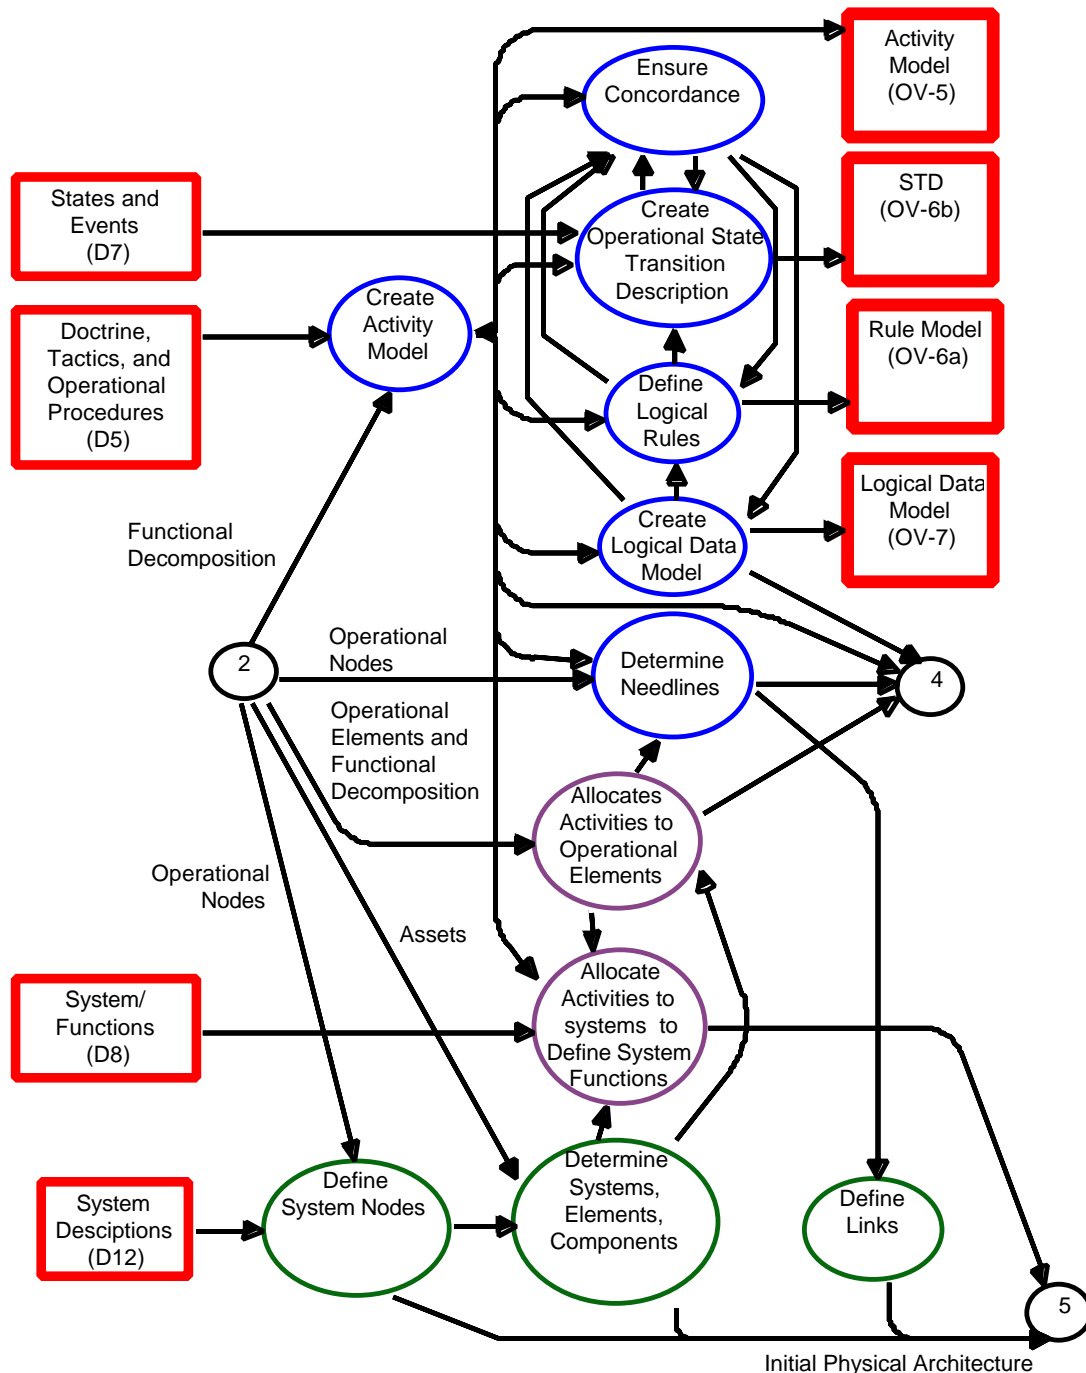 Activity
Model
(OV-5)
Ensure
Concordance
States and
Events
(D7)
STD
(OV-6b)
Create
Operational State
Transition
Description
Doctrine,
Tactics, and
Operational
Procedures
(D5)
Create
Activity
Model
Rule Model
(OV-6a)
Define
Logical
Rules
Logical Data
Model
(OV-7)
Create
Logical Data
Model
Functional
Decomposition
2
Operational
Nodes
Determine
Needlines
4
Operational
Elements and
Functional
Decomposition
Allocates
Activities to
Operational
Elements
Operational
Nodes
Assets
System/
Functions
(D8)
Allocate
Activities to
systems to
Define System
Functions
System
Desciptions
(D12)
Define
System Nodes
Determine
Systems,
Elements,
Components
Define
Links
5
Initial Physical Architecture